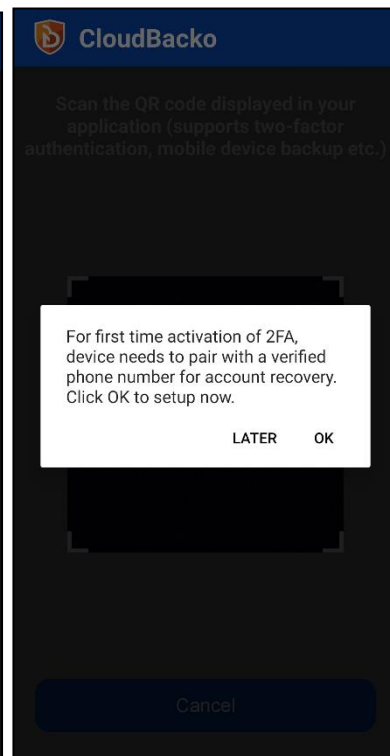 CloudBacko
Scan the QR code displayed in your
application (supports two-factor
authentication, mobile device backup etc.)
For first time activation of 2FA,
device needs to pair with a verified
phone number for account recovery.
Click OK to setup now.
LATER OK
Cancel